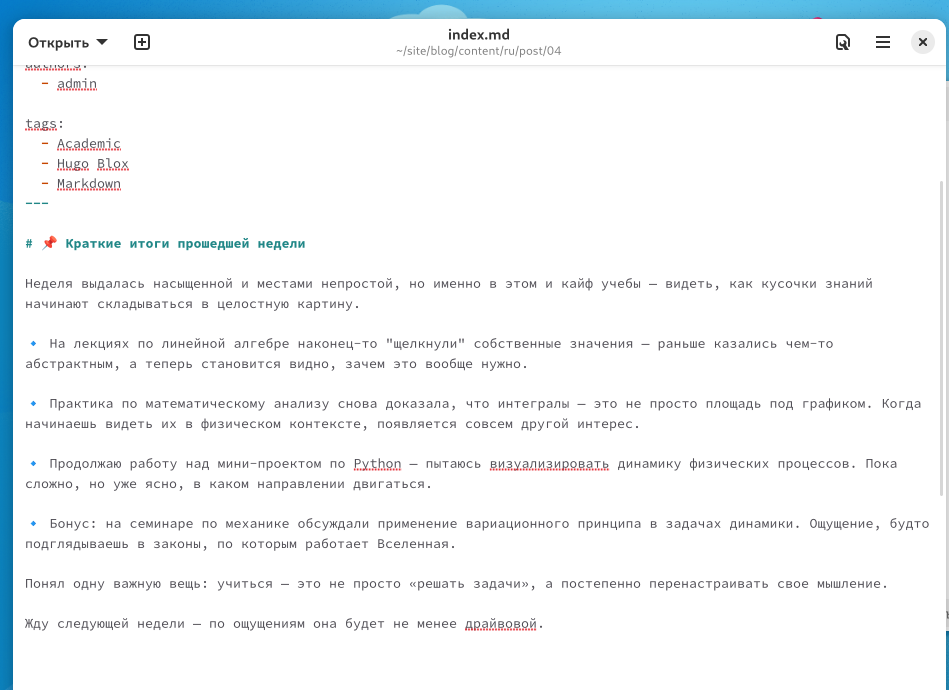 Открыть
index.md
~/site/blog/content/ru/post/04
authors:
- admin
tags:
- Academic
- Hugo Blox
- Markdown
---
# 📌 Краткие итоги прошедшей недели
Неделя выдалась насыщенной и местами непростой, но именно в этом и кайф учебы — видеть, как кусочки знаний
начинают складываться в целостную картину.
🔹 На лекциях по линейной алгебре наконец-то "щелкнули" собственные значения — раньше казались чем-то
абстрактным, а теперь становится видно, зачем это вообще нужно.
🔹 Практика по математическому анализу снова доказала, что интегралы — это не просто площадь под графиком. Когда
начинаешь видеть их в физическом контексте, появляется совсем другой интерес.
🔹 Продолжаю работу над мини-проектом по Python — пытаюсь визуализировать динамику физических процессов. Пока
сложно, но уже ясно, в каком направлении двигаться.
🔹 Бонус: на семинаре по механике обсуждали применение вариационного принципа в задачах динамики. Ощущение, будто
подглядываешь в законы, по которым работает Вселенная.
Понял одну важную вещь: учиться — это не просто «решать задачи», а постепенно перенастраивать свое мышление.
Жду следующей недели — по ощущениям она будет не менее драйвовой.